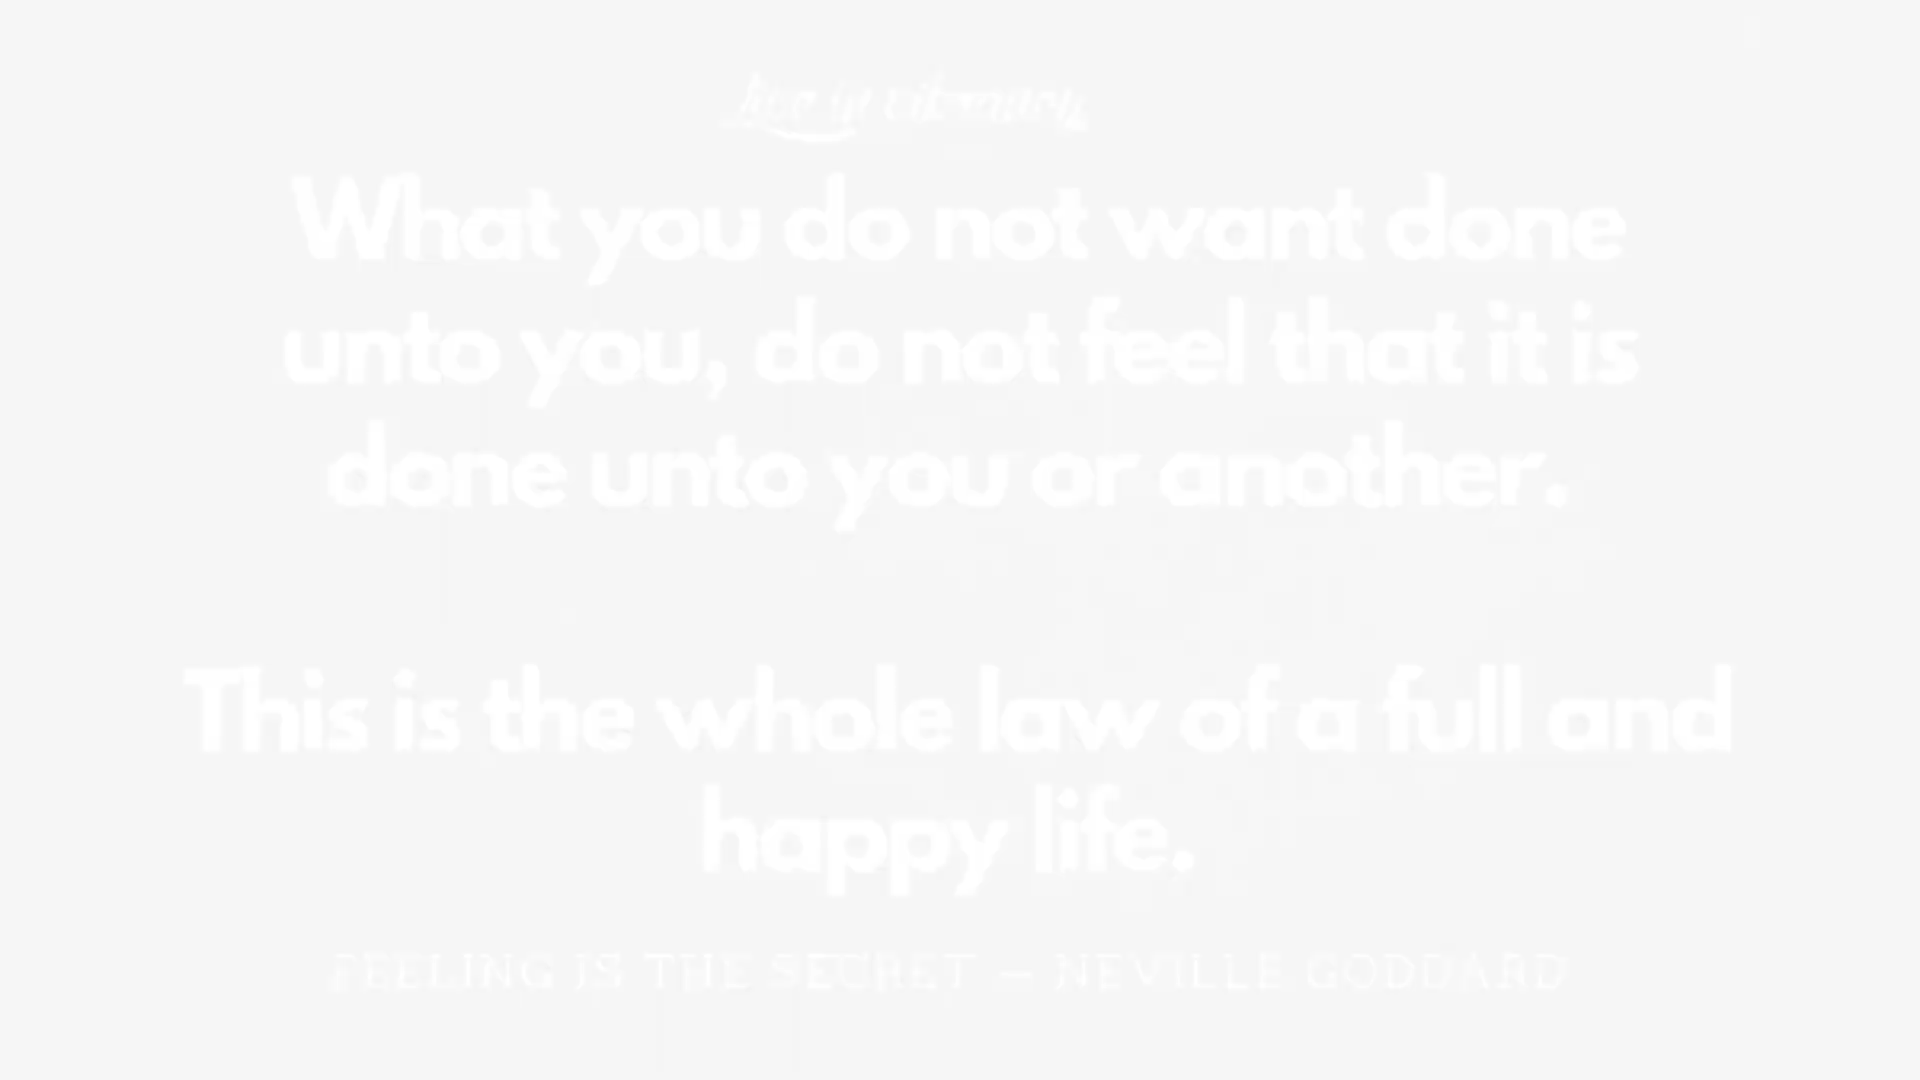 What you do not want done
unto you, do not feel that it is
done unto you or another.
This is the whole law of a full and
happy life.
FEELING IS THE SECRET – NEVILLE GODDARD